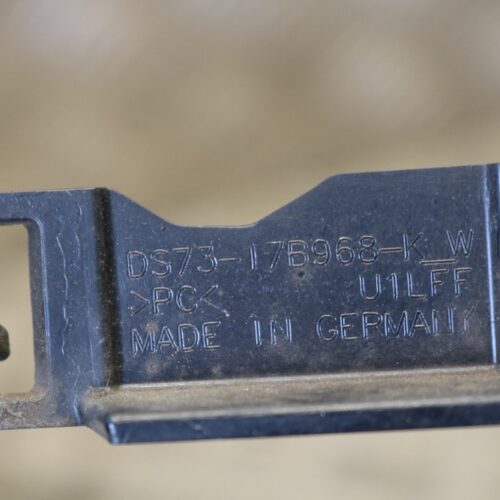 DS73-17B968-K_W
>PC< U1LFF
MADE IN GERMANY